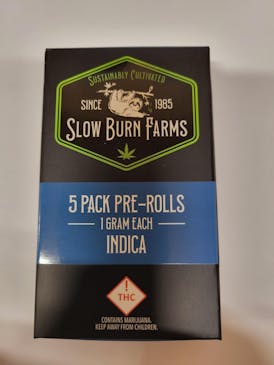 SUSTAINABLY CULTIVATED
SINCE 1985
SLOW BURN FARMS
5 PACK PRE-ROLLS
1 GRAM EACH
INDICA
!
THC
CONTAINS MARIJUANA.
KEEP AWAY FROM CHILDREN.